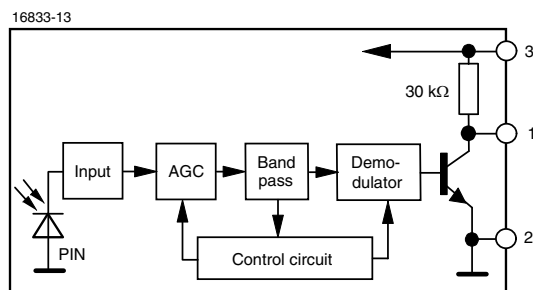 16833-13
3
30 kΩ
1
Input
AGC
Band
pass
Demo-
dulator
PIN
Control circuit
2